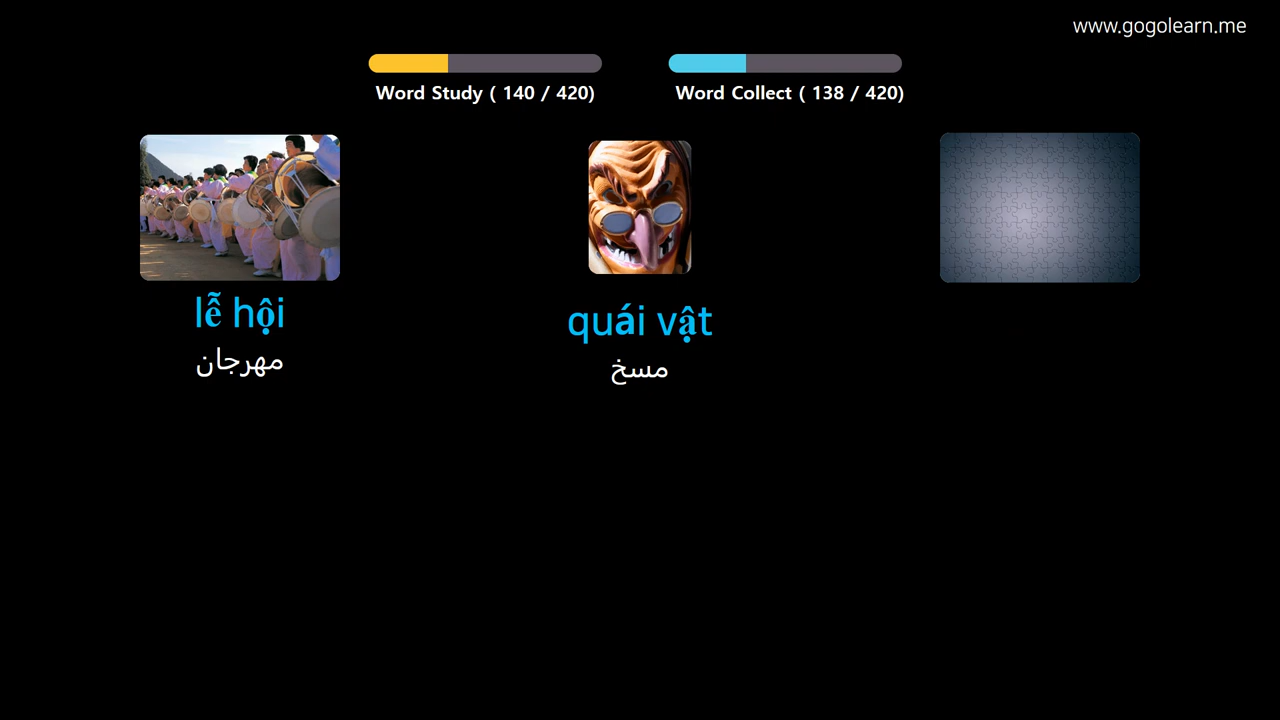 www.gogolearn.me
Word Study ( 140 / 420)
Word Collect ( 138 / 420)
lễ hội
مهرجان
quái vật
مسخ